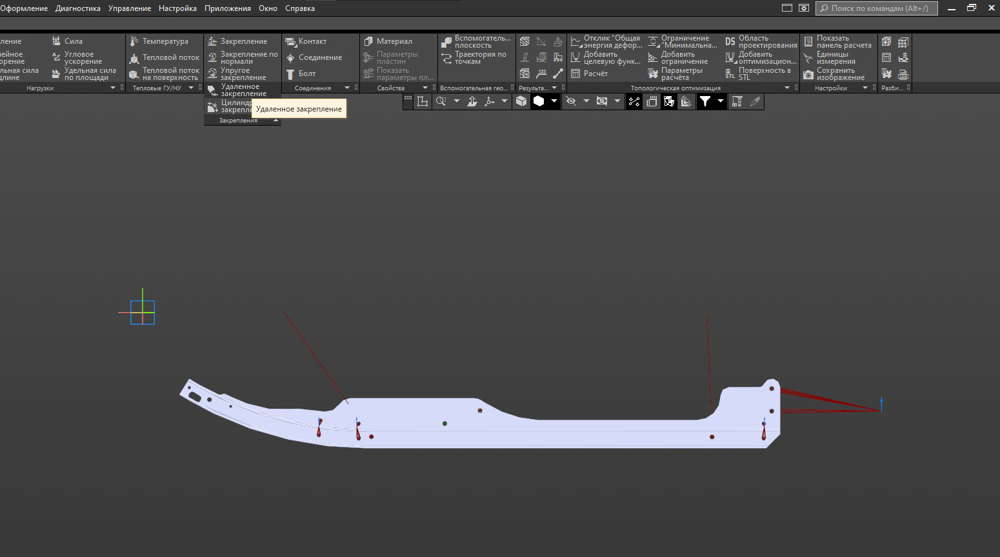 Оформление Диагностика Управление Настройка Приложения Окно Справка
Поиск по командам (Alt+/)
ление
ейное
орение
льная сила
длине
Сила
Угловое
ускорение
Удельная сила
по площади
Нагрузки
Температура
Тепловой поток
Тепловой поток
на поверхность
Тепловые ГУ/НУ
Закрепление
Закрепление по
нормали
Упругое
закрепление
Удаленное
закрепление
Цилиндр
закрепле
Закрепления
Удаленное закрепление
Контакт
Соединение
Болт
Соединения
Материал
Параметры
пластин
Показать
параметры пл...
Свойства
Вспомогатель...
плоскость
Траектория по
точкам
Вспомогательная гео...
123
Результа...
Отклик "Общая
энергия дефор...
Добавить
целевую функ...
Расчёт
Ограничение
"Минимальна...
Добавить
ограничение
Параметры
расчёта
DS
Область
проектирования
Добавить
оптимизацион...
STL
Поверхность в
STL
Топологическая оптимизация
Показать
панель расчета
Единицы
измерения
Сохранить
изображение
Настройки
Разби...